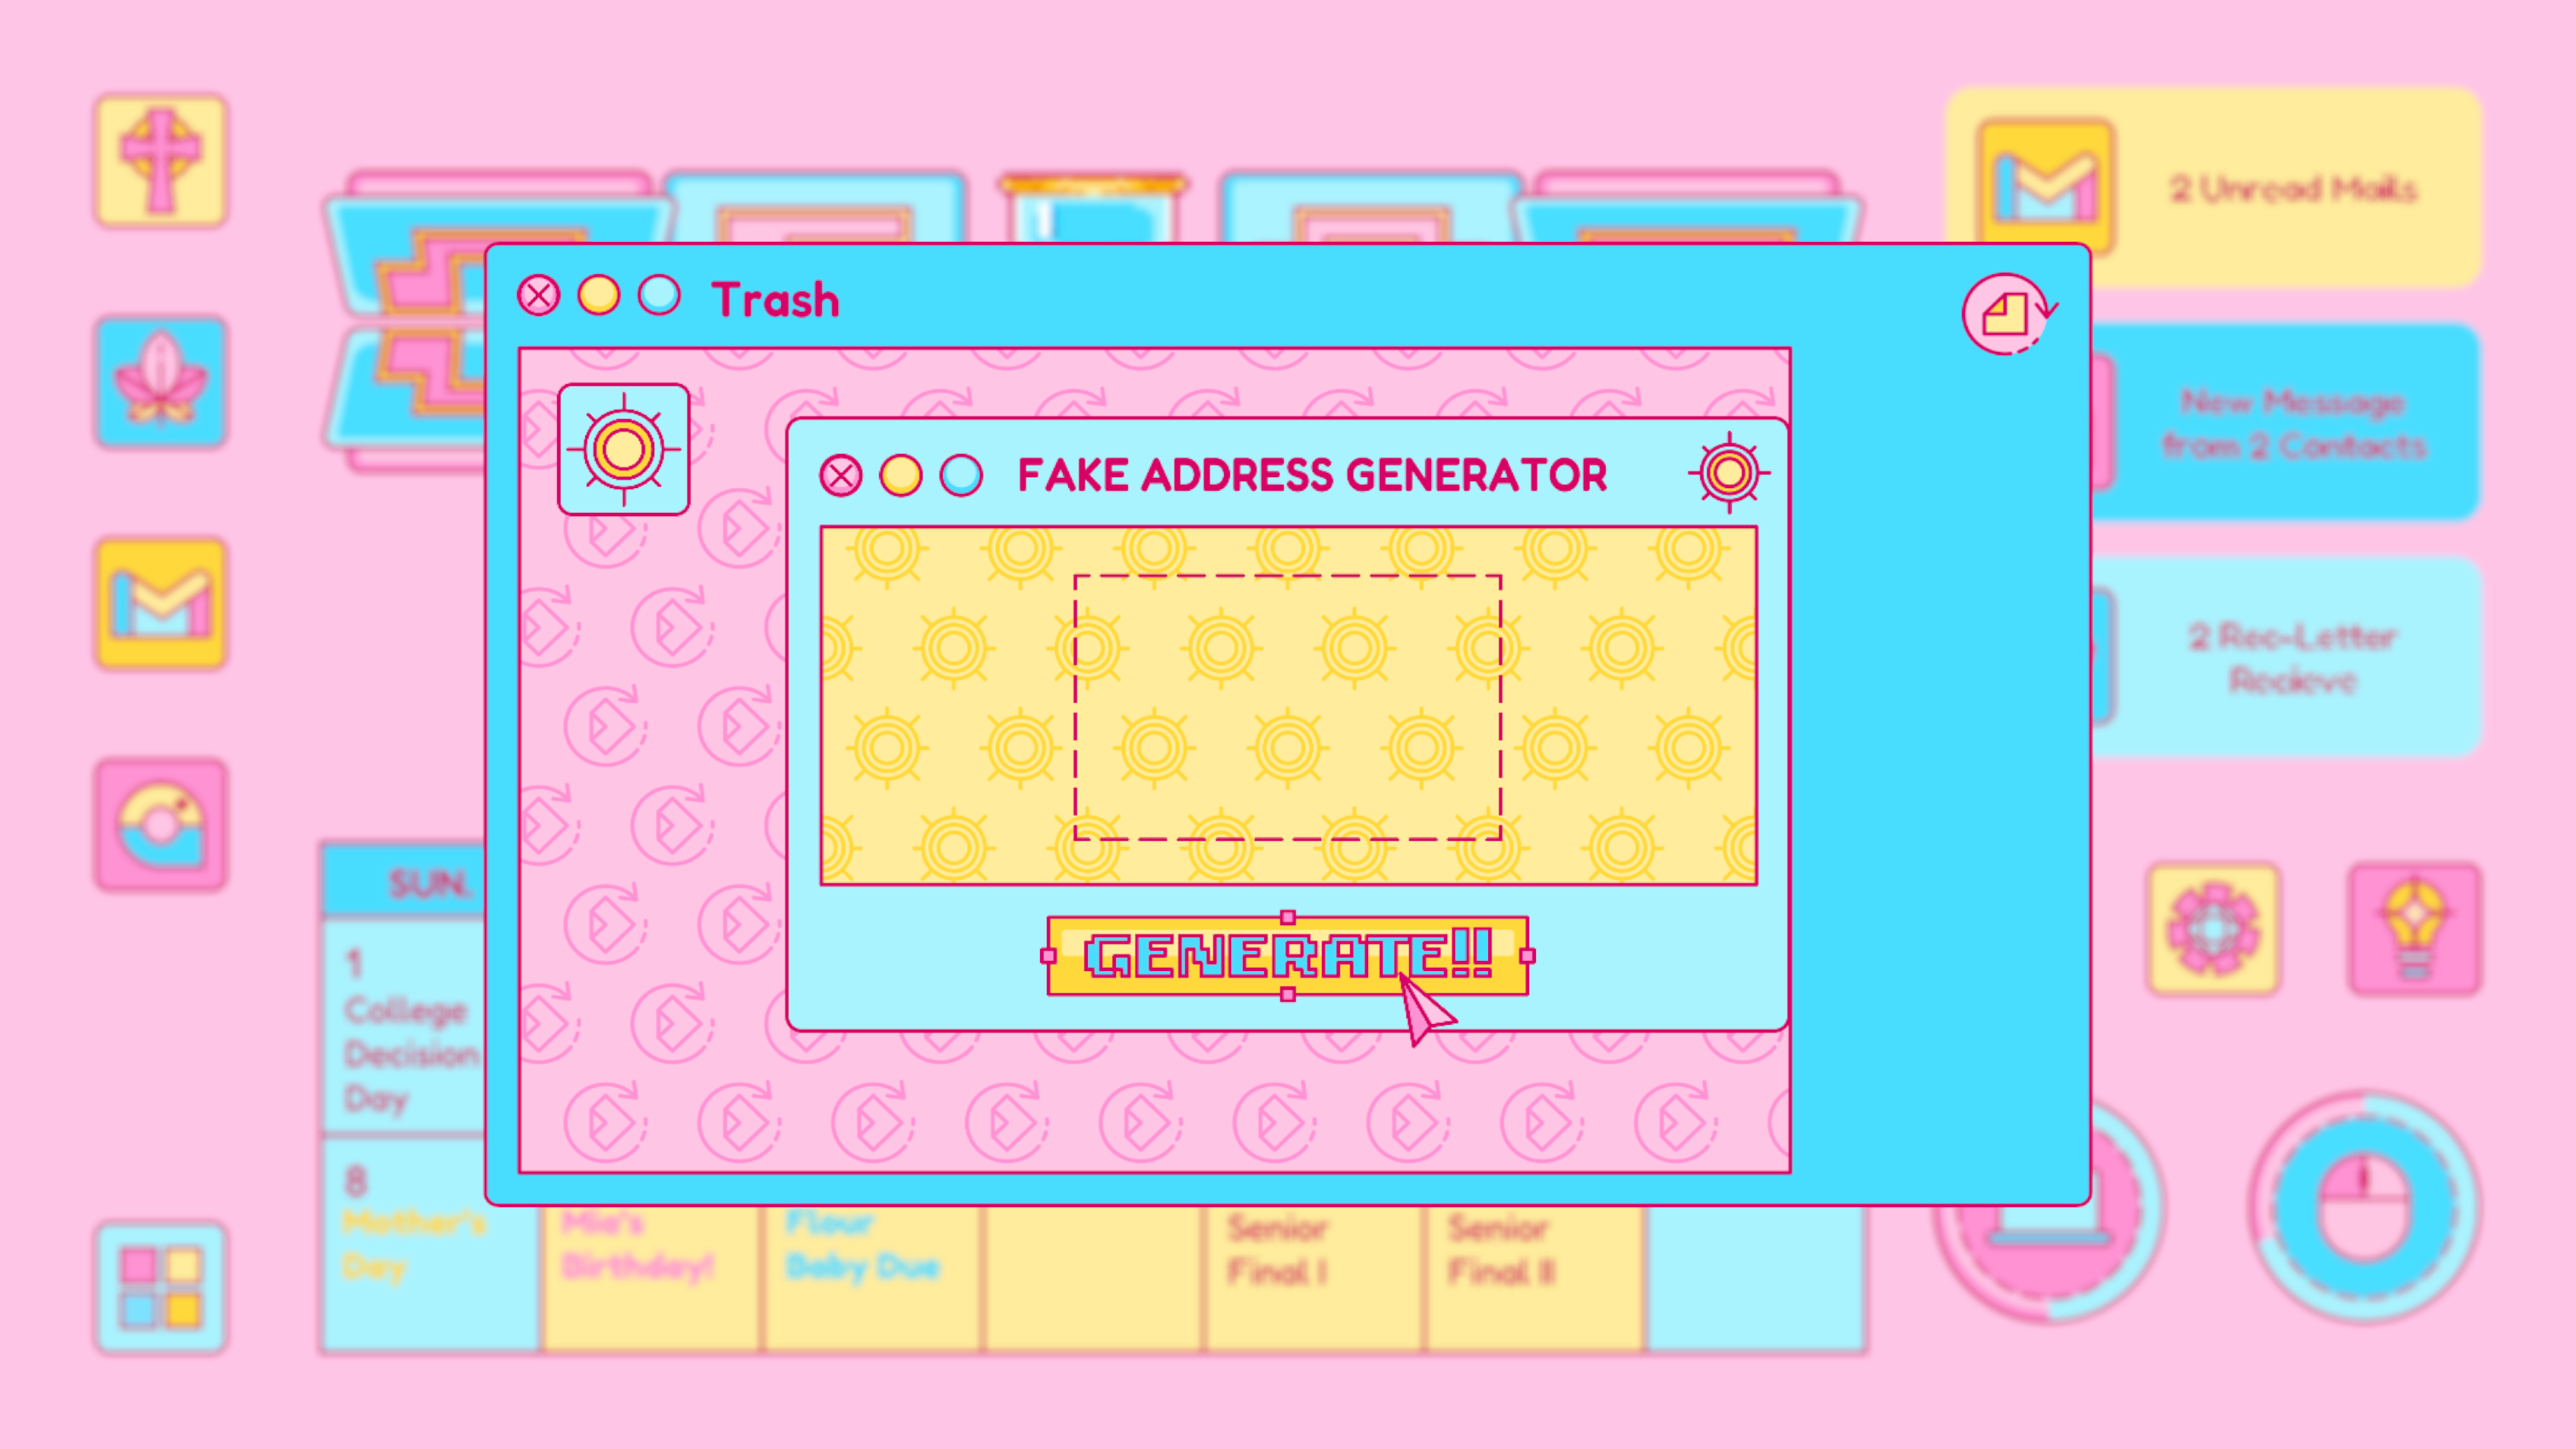 2 Unread Mails
Trash
New Message
from 2 Contacts
FAKE ADDRESS GENERATOR
2 Rec-Letter
Recieve
GENERATE!!
SUN.
1
College
Decision
Day
8
Mother's
Day
Mia's
Birthday!
Flour
Baby Due
Senior
Final I
Senior
Final II